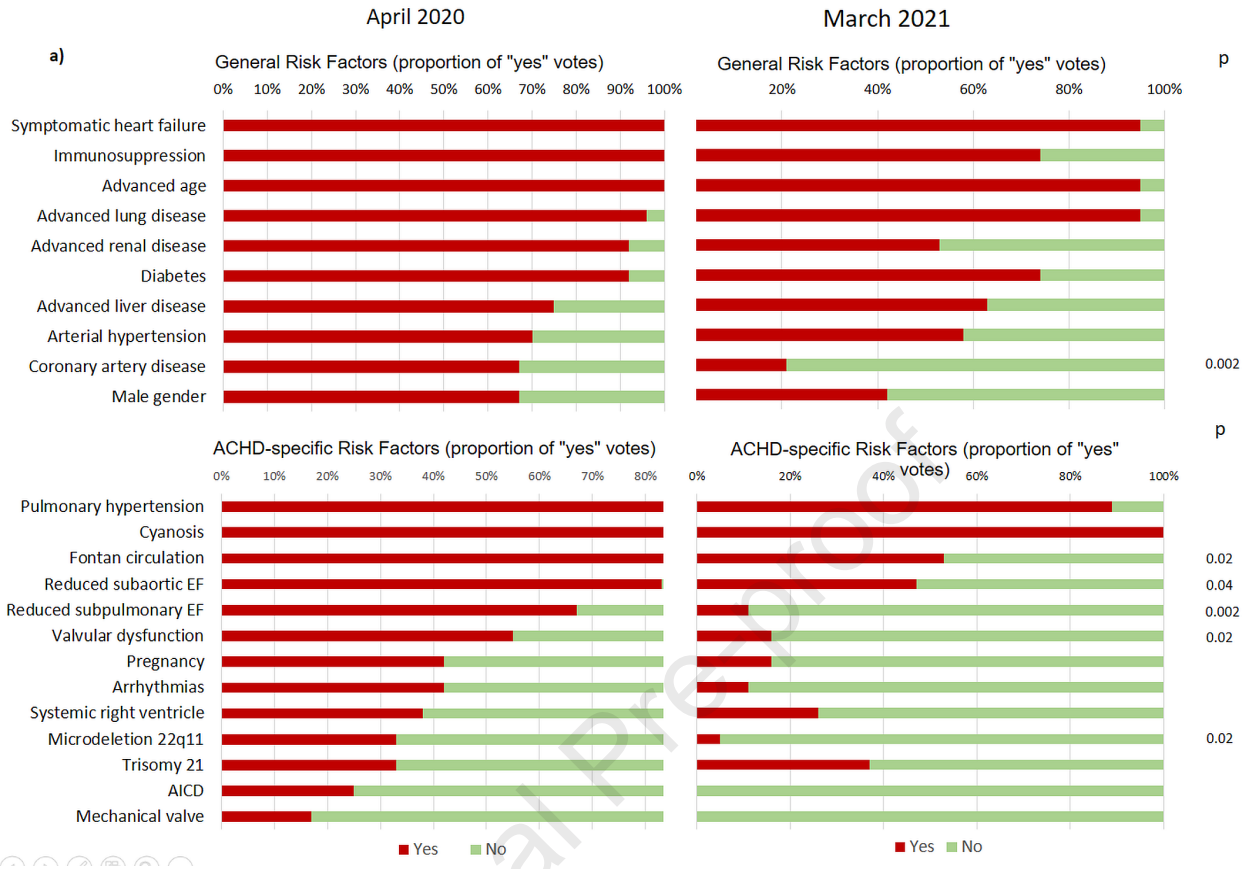 April 2020
March 2021
a)
General Risk Factors (proportion of "yes" votes)
General Risk Factors (proportion of "yes" votes)
p
0% 10% 20% 30% 40% 50% 60% 70% 80% 90% 100%
20% 40% 60% 80% 100%
Symptomatic heart failure
Immunosuppression
Advanced age
Advanced lung disease
Advanced renal disease
Diabetes
Advanced liver disease
Arterial hypertension
Coronary artery disease
0.002
Male gender
ACHD-specific Risk Factors (proportion of "yes" votes)
ACHD-specific Risk Factors (proportion of "yes"
votes)
p
0% 10% 20% 30% 40% 50% 60% 70% 80%
0% 20% 40% 60% 80% 100%
Pulmonary hypertension
Cyanosis
Fontan circulation
0.02
Reduced subaortic EF
0.04
Reduced subpulmonary EF
0.002
Valvular dysfunction
0.02
Pregnancy
Arrhythmias
Systemic right ventricle
Microdeletion 22q11
0.02
Trisomy 21
AICD
Mechanical valve
Yes No
Yes No
al Pre-proof